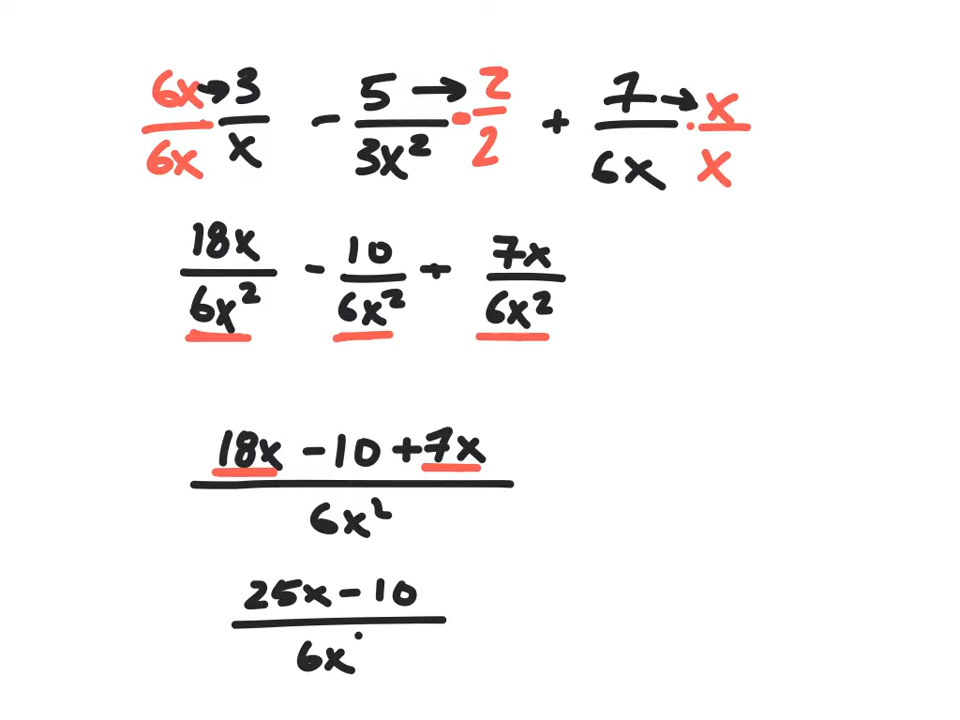 6x/6x → 3/x − 5/3x² → · 2/2 + 7/6x → · x/x
18x/6x² − 10/6x² + 7x/6x²
(18x − 10 + 7x)/6x²
(25x − 10)/6x